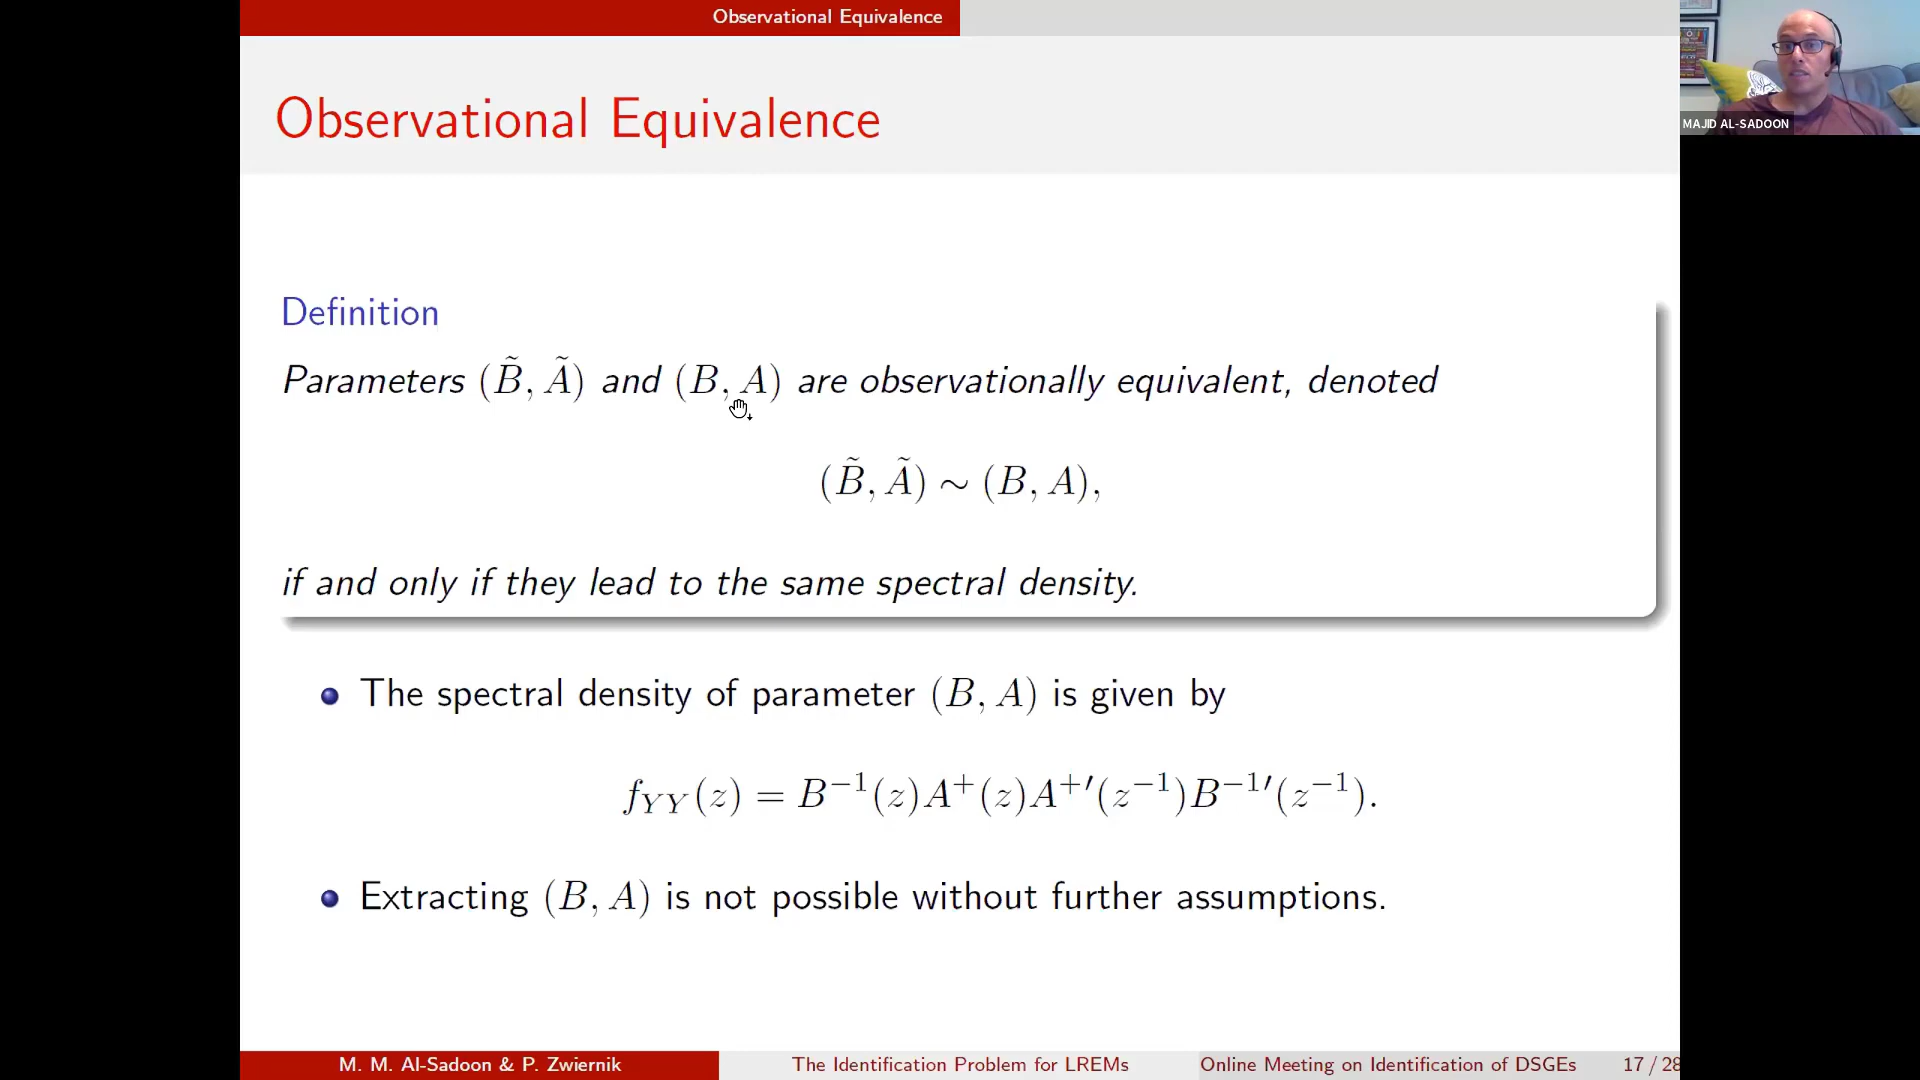 Observational Equivalence
MAJID AL-SADOON
Observational Equivalence
Definition
Parameters (B̃, Ã) and (B, A) are observationally equivalent, denoted
(B̃, Ã) ∼ (B, A),
if and only if they lead to the same spectral density.
The spectral density of parameter (B, A) is given by
f_{YY}(z) = B^{-1}(z)A^{+}(z)A^{+}′(z^{-1})B^{-1}′(z^{-1}).
Extracting (B, A) is not possible without further assumptions.
M. M. Al-Sadoon & P. Zwiernik
The Identification Problem for LREMs
Online Meeting on Identification of DSGEs
17 / 28